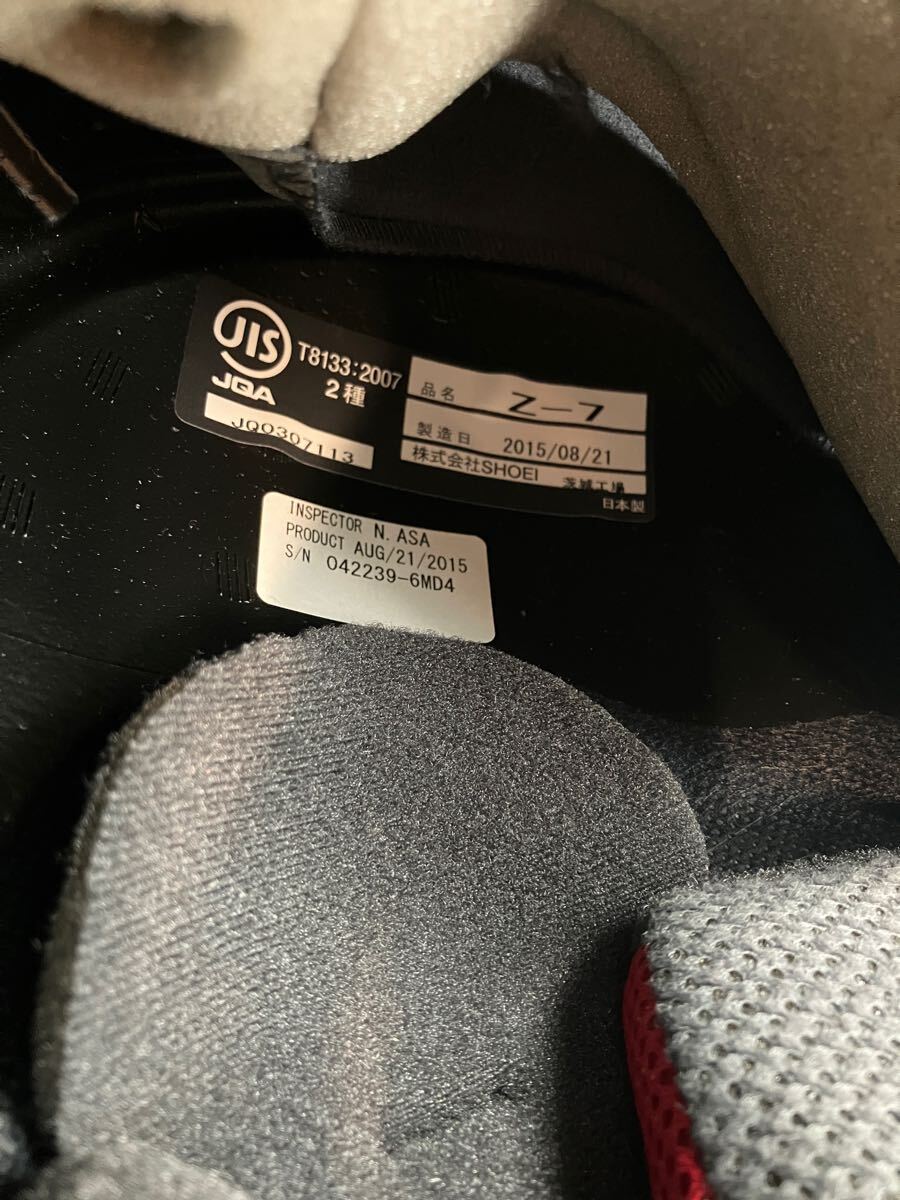 JIS
JQA
T8133:2007
2種
JQ0307113
品名 Z-7
製造日 2015/08/21
株式会社SHOEI 茨城工場
日本製
INSPECTOR N. ASA
PRODUCT AUG/21/2015
S/N 042239-6MD4